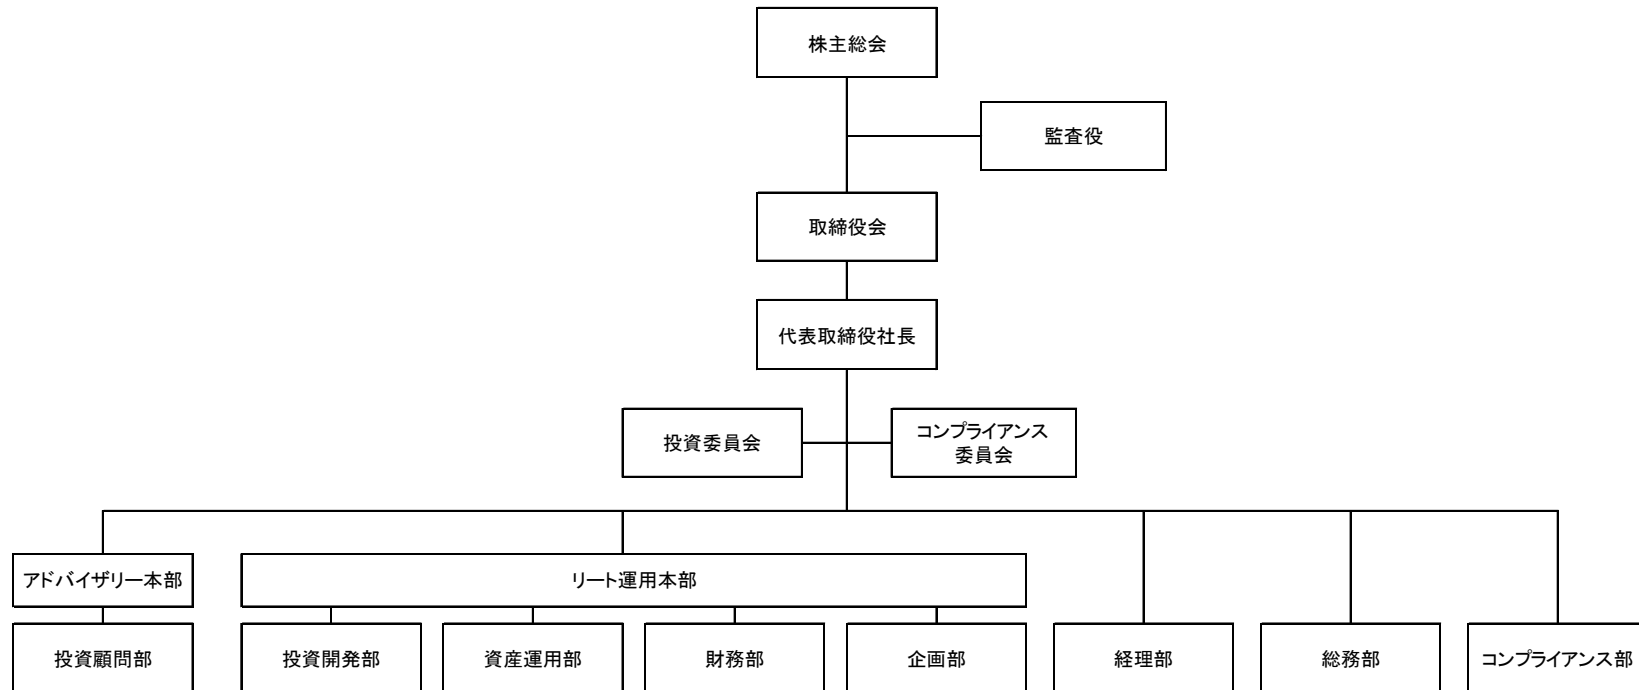 株主総会
監査役
取締役会
代表取締役社長
投資委員会
コンプライアンス
委員会
アドバイザリー本部
リート運用本部
投資顧問部
投資開発部
資産運用部
財務部
企画部
経理部
総務部
コンプライアンス部